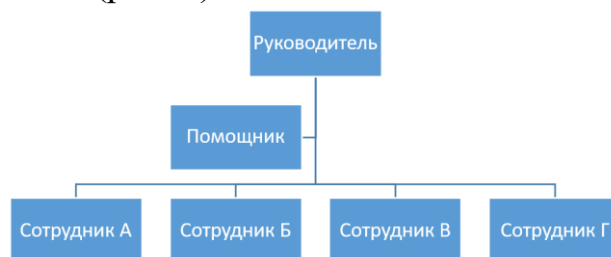 Руководитель
Помощник
Сотрудник А
Сотрудник Б
Сотрудник В
Сотрудник Г